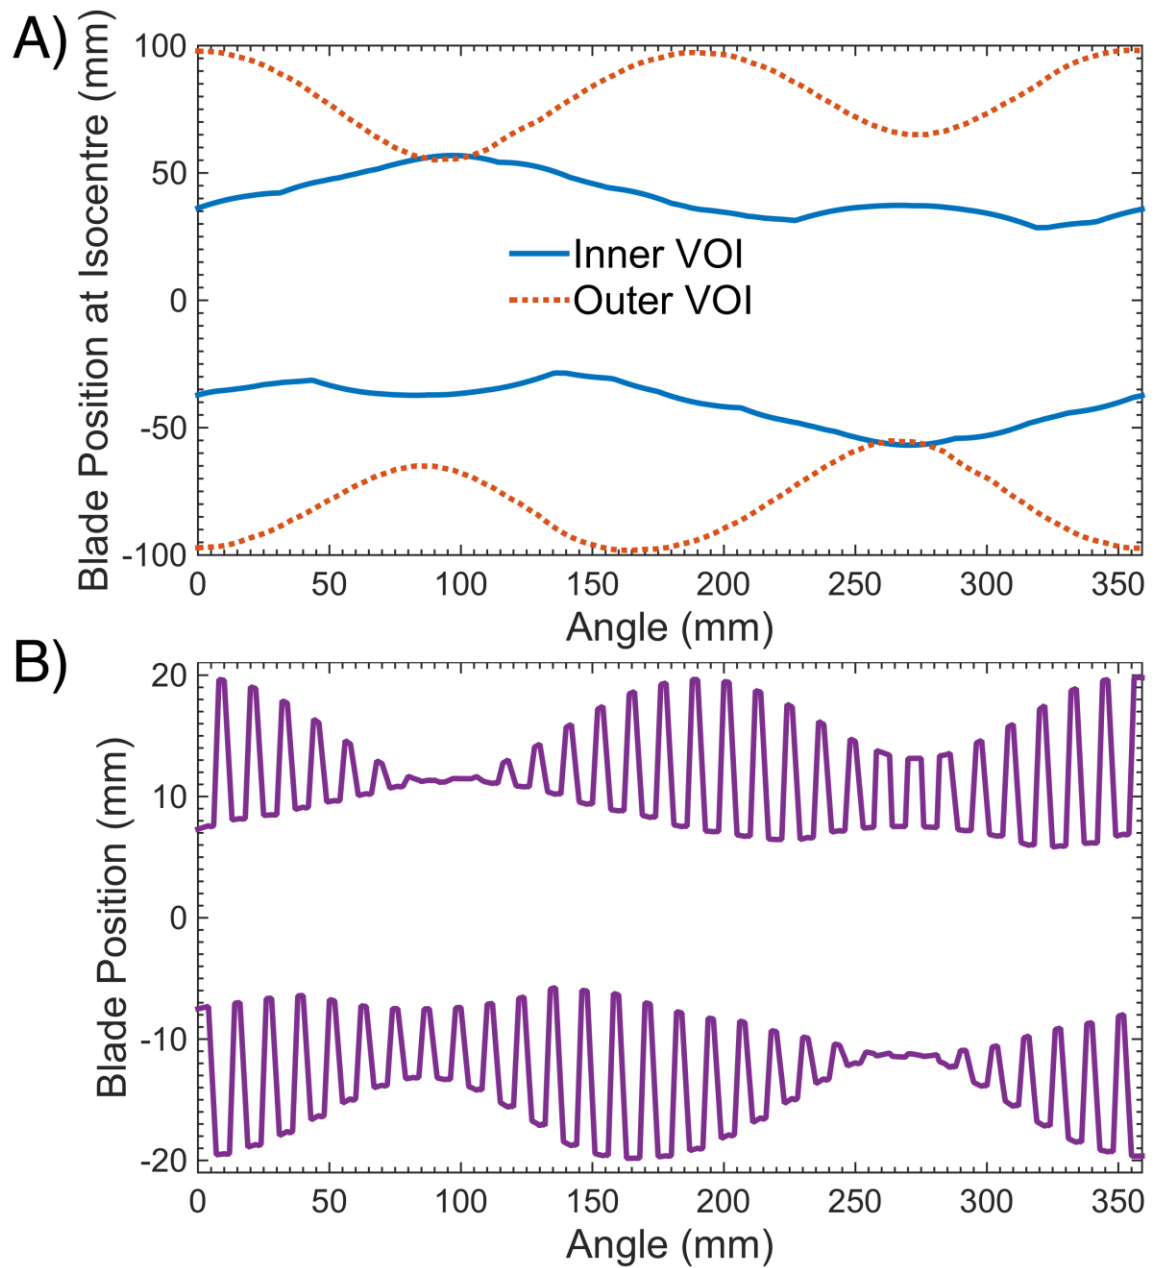 A)
Blade Position at Isocentre (mm)
100
50
0
-50
-100
Inner VOI
Outer VOI
0 50 100 150 200 250 300 350
Angle (mm)
B)
Blade Position (mm)
20
10
0
-10
-20
0 50 100 150 200 250 300 350
Angle (mm)